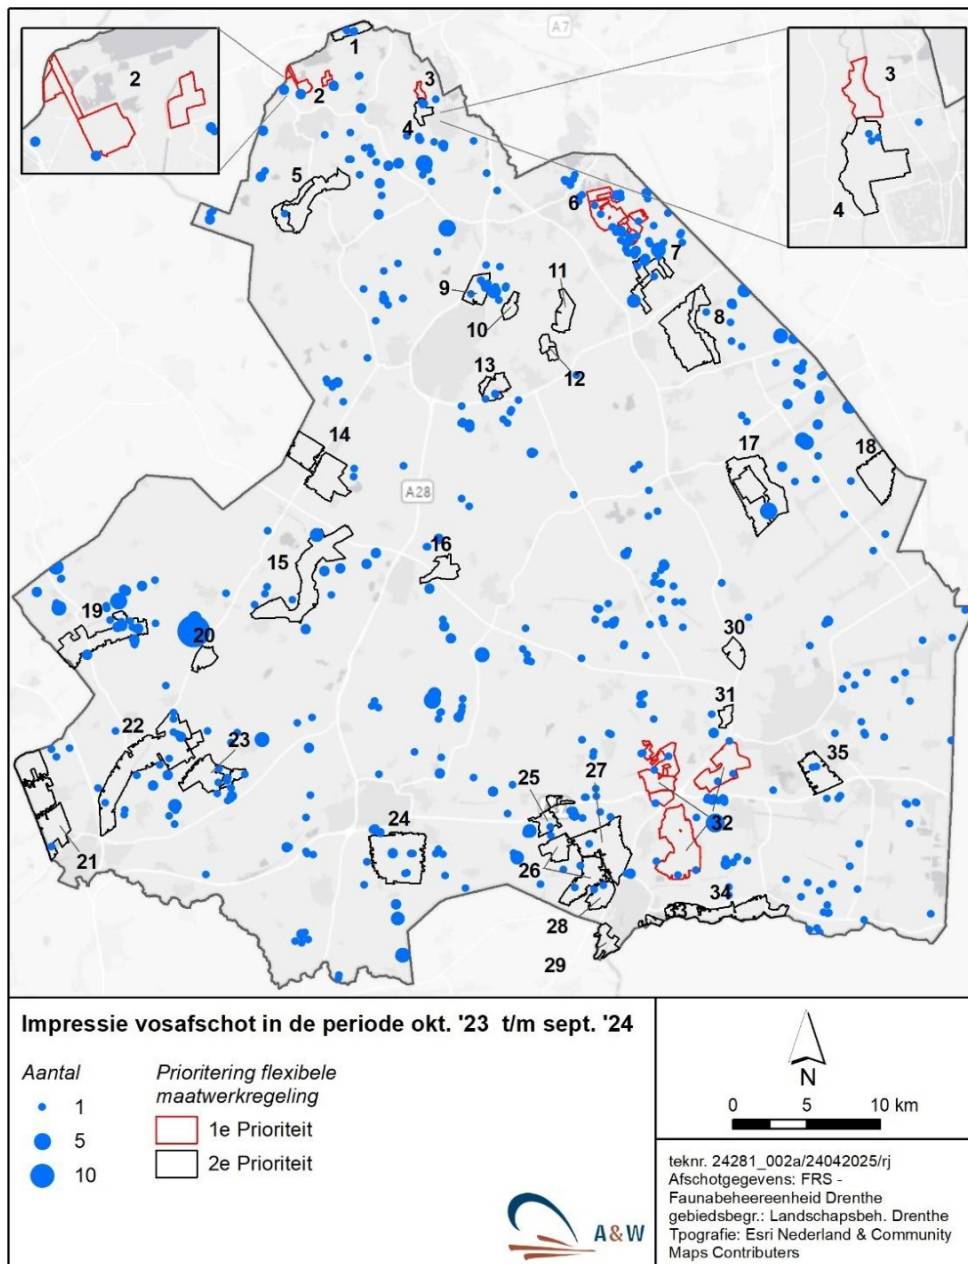 A7
1
2
2
3
3
4
4
5
6
7
8
9
10
11
12
13
14
A28
15
16
17
18
19
20
21
22
23
24
25
26
27
28
29
30
31
32
33
34
35
Impressie vosafschot in de periode okt. '23 t/m sept. '24
Aantal
1
5
10
Prioritering flexibele
maatwerkregeling
1e Prioriteit
2e Prioriteit
A&W
N
0 5 10 km
teknr. 24281_002a/24042025/rj
Afschotgegevens: FRS -
Faunabeheereenheid Drenthe
gebiedsbegr.: Landschapsbeh. Drenthe
Tpografie: Esri Nederland & Community
Maps Contributers